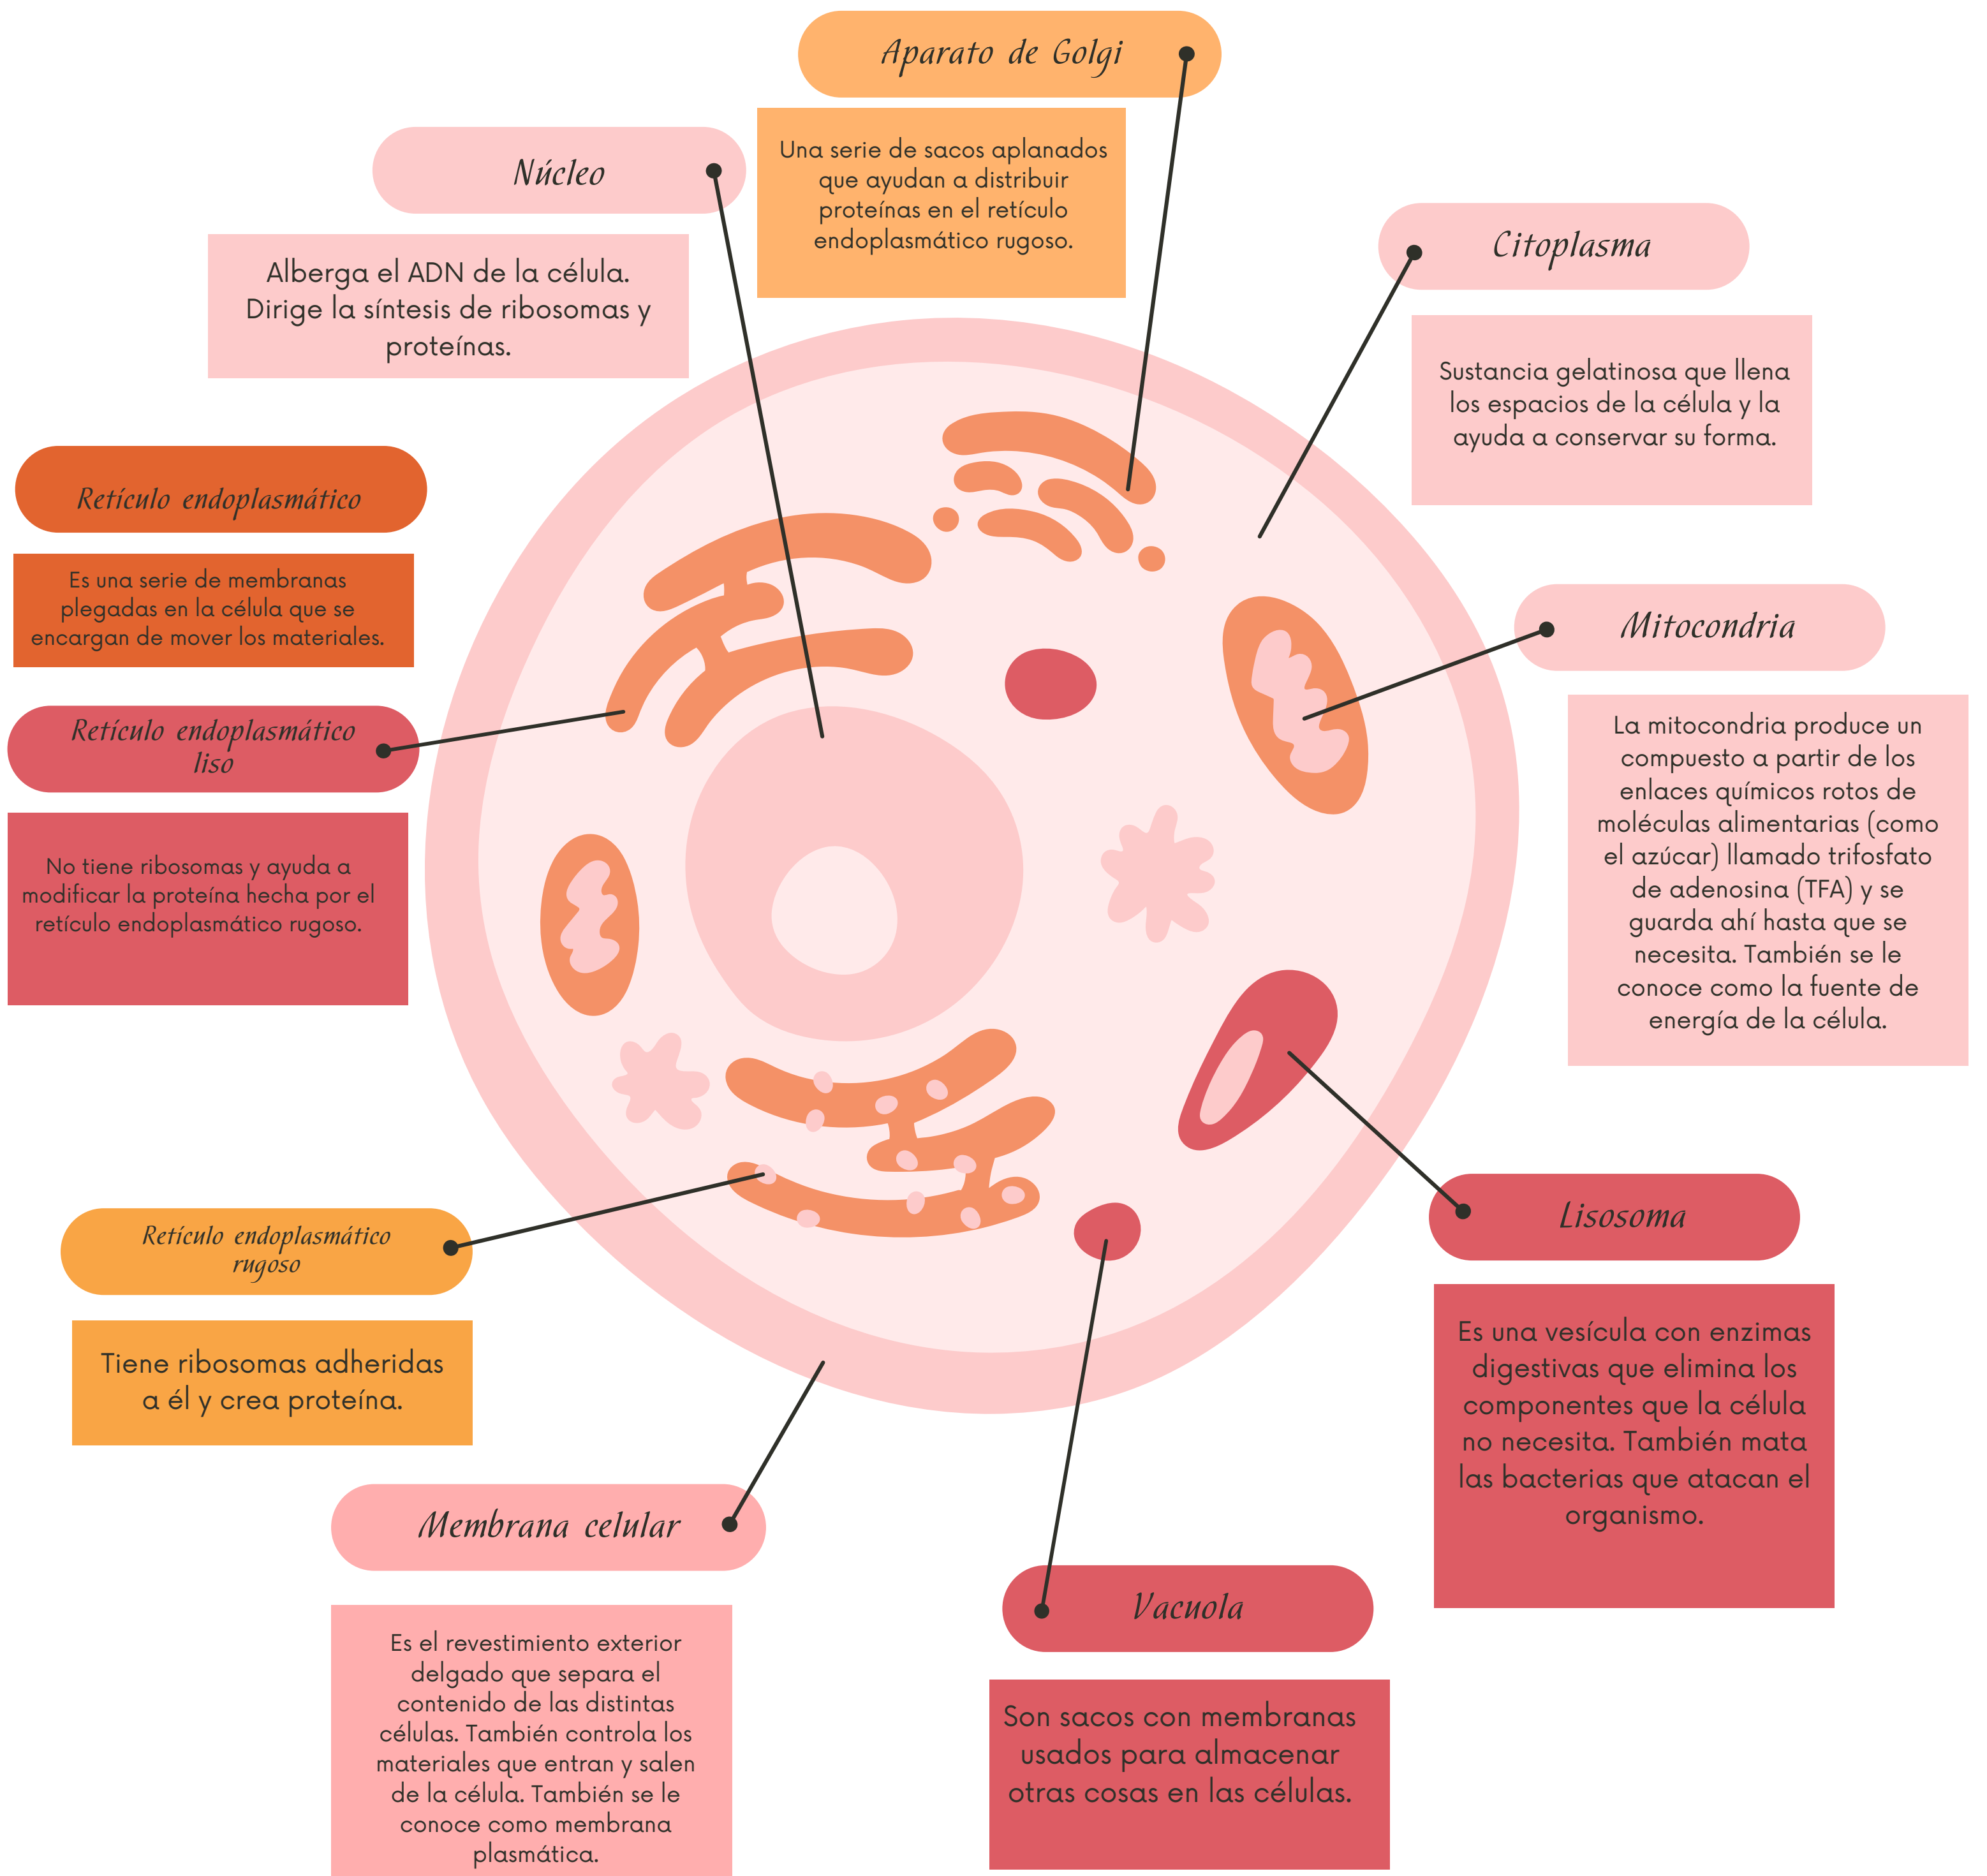 Aparato de Golgi
Una serie de sacos aplanados
que ayudan a distribuir
proteínas en el retículo
endoplasmático rugoso.
Núcleo
Alberga el ADN de la célula.
Dirige la síntesis de ribosomas y
proteínas.
Citoplasma
Sustancia gelatinosa que llena
los espacios de la célula y la
ayuda a conservar su forma.
Retículo endoplasmático
Es una serie de membranas
plegadas en la célula que se
encargan de mover los materiales.
Mitocondria
La mitocondria produce un
compuesto a partir de los
enlaces químicos rotos de
moléculas alimentarias (como
el azúcar) llamado trifosfato
de adenosina (TFA) y se
guarda ahí hasta que se
necesita. También se le
conoce como la fuente de
energía de la célula.
Retículo endoplasmático
liso
No tiene ribosomas y ayuda a
modificar la proteína hecha por el
retículo endoplasmático rugoso.
Lisosoma
Es una vesícula con enzimas
digestivas que elimina los
componentes que la célula
no necesita. También mata
las bacterias que atacan el
organismo.
Retículo endoplasmático
rugoso
Tiene ribosomas adheridas
a él y crea proteína.
Membrana celular
Es el revestimiento exterior
delgado que separa el
contenido de las distintas
células. También controla los
materiales que entran y salen
de la célula. También se le
conoce como membrana
plasmática.
Vacuola
Son sacos con membranas
usados para almacenar
otras cosas en las células.